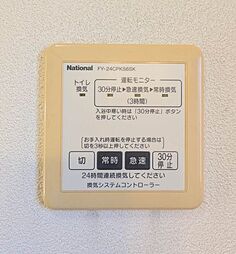 National FY-24CPKS6SK
トイレ 換気
運転モニター
30分停止▶急速換気▶常時換気
(3時間)
入浴中寒い時は〈30分停止〉ボタン
を押してください
お手入れ時運転を停止する場合は
切を3秒以上押してください
切 常時 急速 30分 停止
24時間連続換気してください
換気システムコントローラー